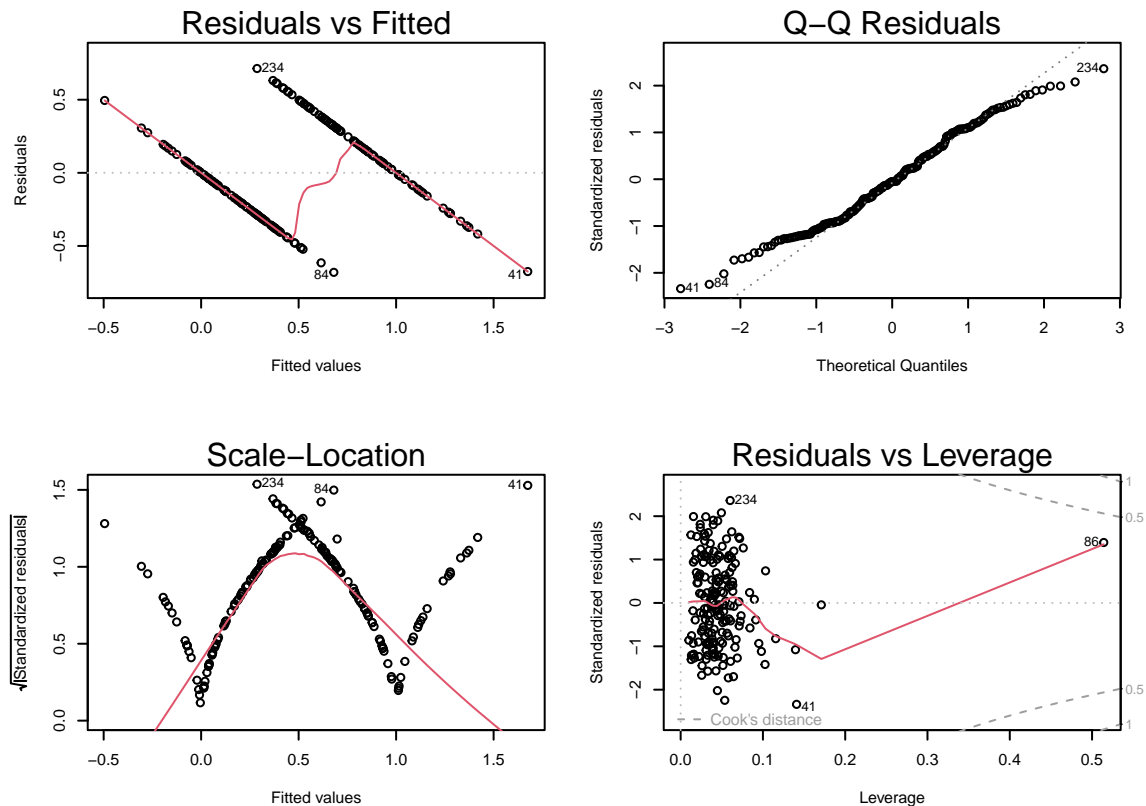 Residuals vs Fitted
Residuals
0.5
0.0
−0.5
234
84
41
−0.5 0.0 0.5 1.0 1.5
Fitted values
Q−Q Residuals
Standardized residuals
2
1
0
−1
−2
234
41
84
−3 −2 −1 0 1 2 3
Theoretical Quantiles
Scale−Location
√|Standardized residuals|
1.5
1.0
0.5
0.0
234
84
41
−0.5 0.0 0.5 1.0 1.5
Fitted values
Residuals vs Leverage
Standardized residuals
2
1
0
−1
−2
234
86
41
Cook's distance
1
0.5
0.5
1
0.0 0.1 0.2 0.3 0.4 0.5
Leverage